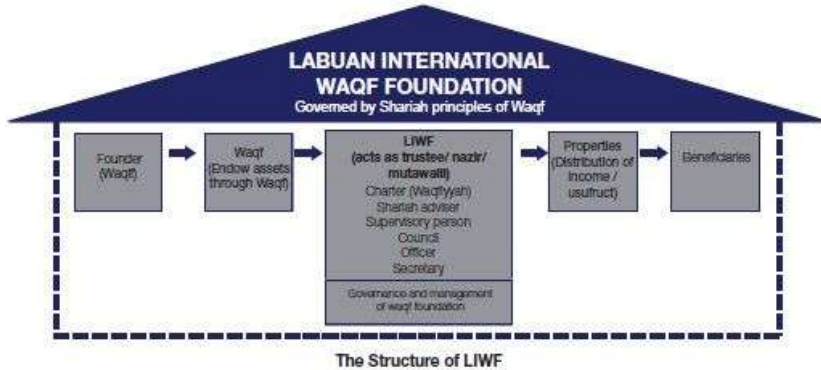 LABUAN INTERNATIONAL
WAQF FOUNDATION
Governed by Shariah principles of Waqf
Founder
(Waqif)
Waqf
(Endow assets
through Waqf)
LIWF
(acts as trustee/ nazir/
mutawalli)
Charter (Waqfiyyah)
Shariah adviser
Supervisory person
Council
Officer
Secretary
Governance and management
of waqf foundation
Properties
(Distribution of
income /
usufruct)
Beneficiaries
The Structure of LIWF